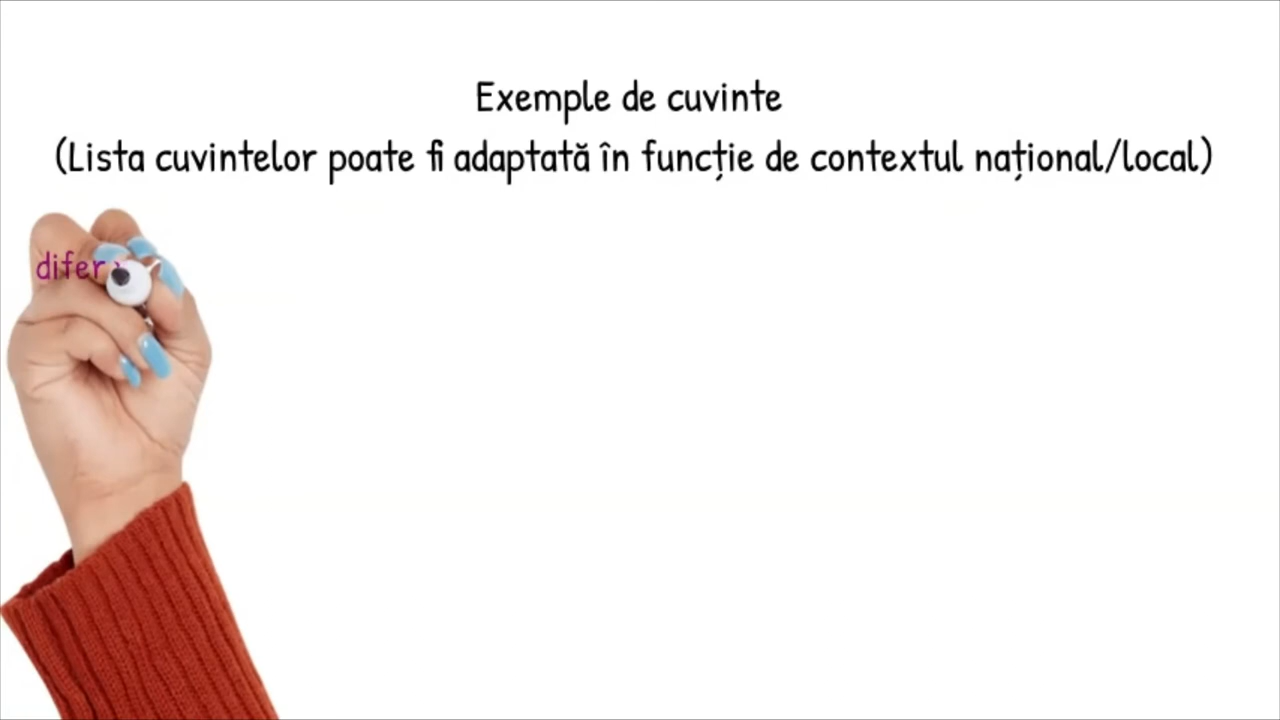 Exemple de cuvinte
(Lista cuvintelor poate fi adaptată în funcție de contextul național/local)
difer